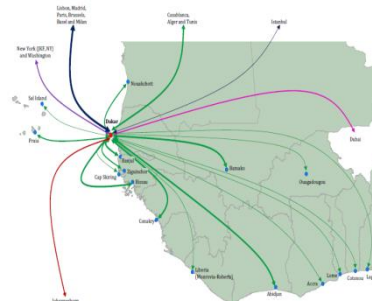 Lisbon, Madrid,
Paris, Brussels,
Basel and Milan
Casablanca,
Alger and Tunis
Istanbul
New York (JFK, NY)
and Washington
Nouakchott
Sal Island
Praia
Dakar
Dubai
Banjul
Ziguinchor
Cap Skiring
Bissau
Bamako
Ouagadougou
Conakry
Liberia
(Monrovia-Roberts)
Abidjan
Accra
Lome
Cotonou